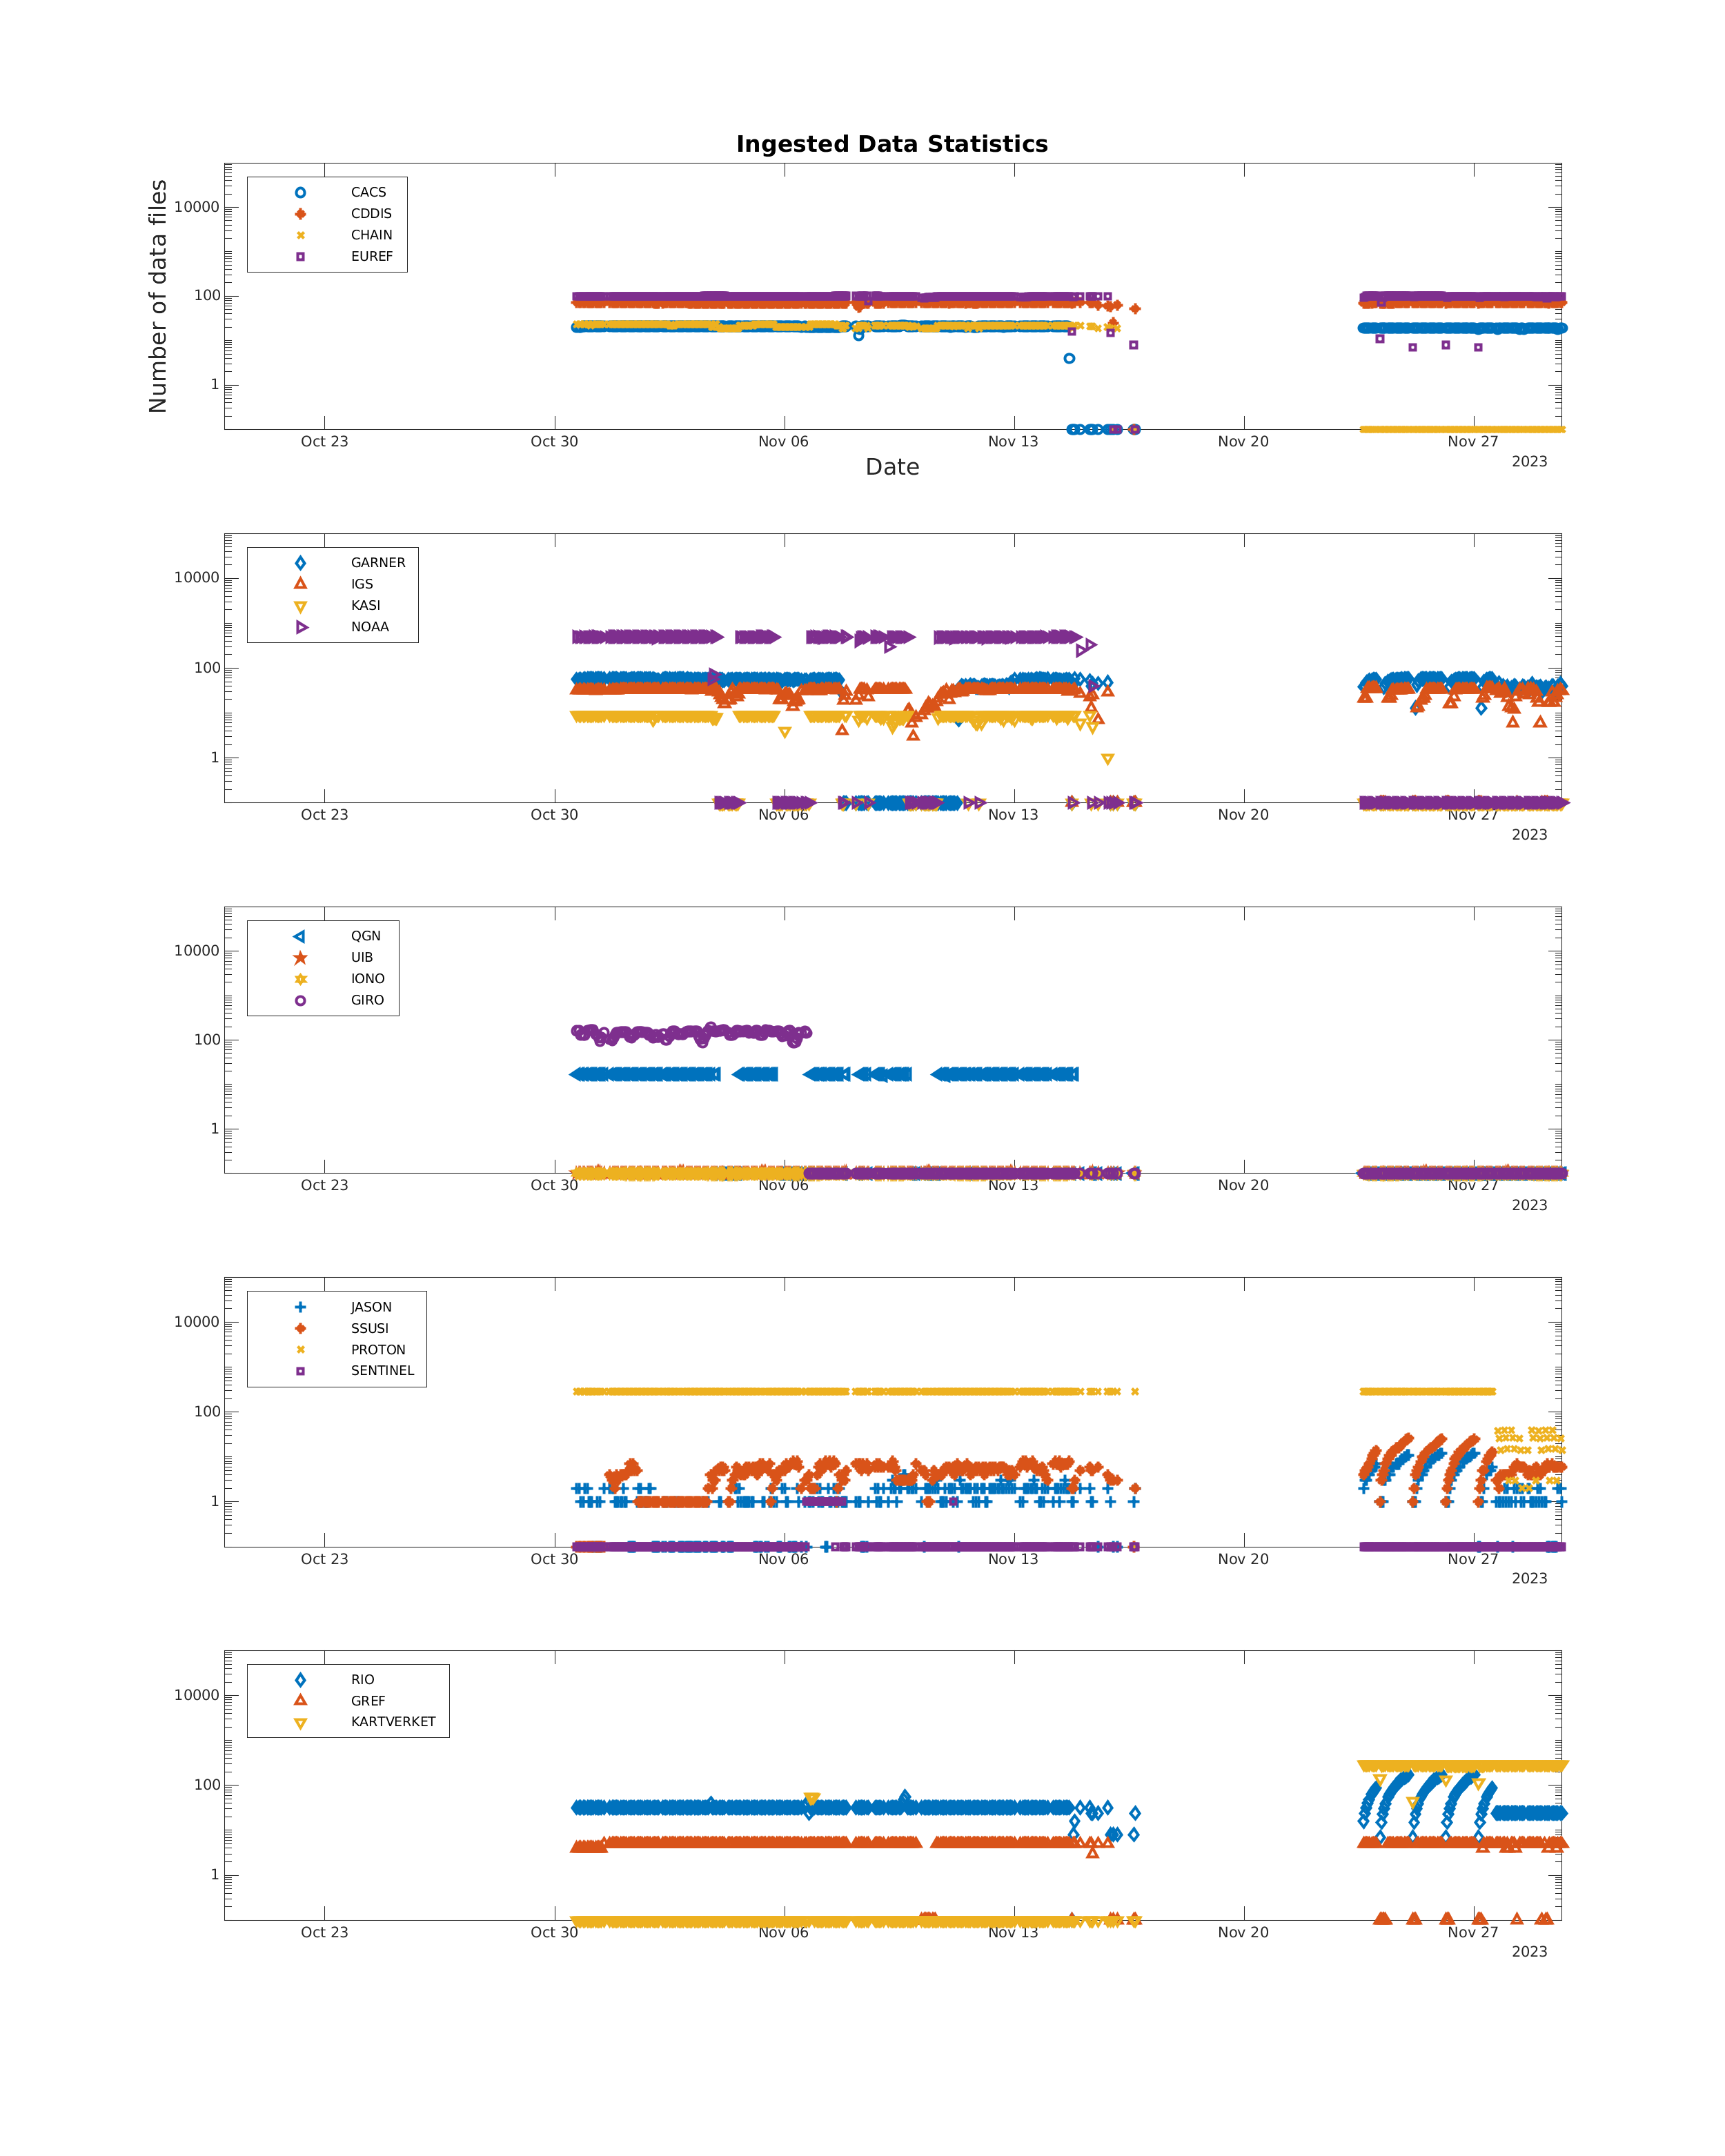 Ingested Data Statistics
Number of data files
CACS
CDDIS
CHAIN
EUREF
10000
100
1
Oct 23 Oct 30 Nov 06 Nov 13 Nov 20 Nov 27
2023
Date
GARNER
IGS
KASI
NOAA
10000
100
1
Oct 23 Oct 30 Nov 06 Nov 13 Nov 20 Nov 27
2023
QGN
UIB
IONO
GIRO
10000
100
1
Oct 23 Oct 30 Nov 06 Nov 13 Nov 20 Nov 27
2023
JASON
SSUSI
PROTON
SENTINEL
10000
100
1
Oct 23 Oct 30 Nov 06 Nov 13 Nov 20 Nov 27
2023
RIO
GREF
KARTVERKET
10000
100
1
Oct 23 Oct 30 Nov 06 Nov 13 Nov 20 Nov 27
2023